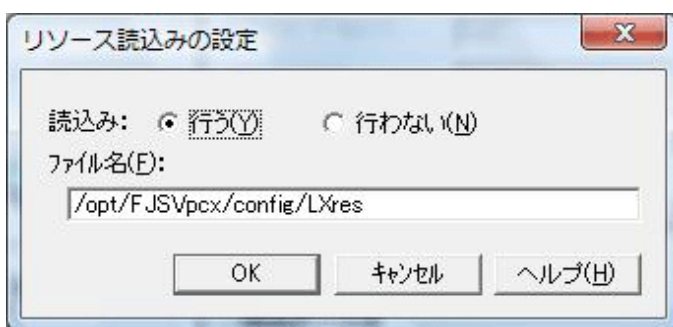 リソース読込みの設定
読込み: 行う(Y) 行わない(N)
ファイル名(F):
/opt/FJSVpcx/config/LXres
OK キャンセル ヘルプ(H)